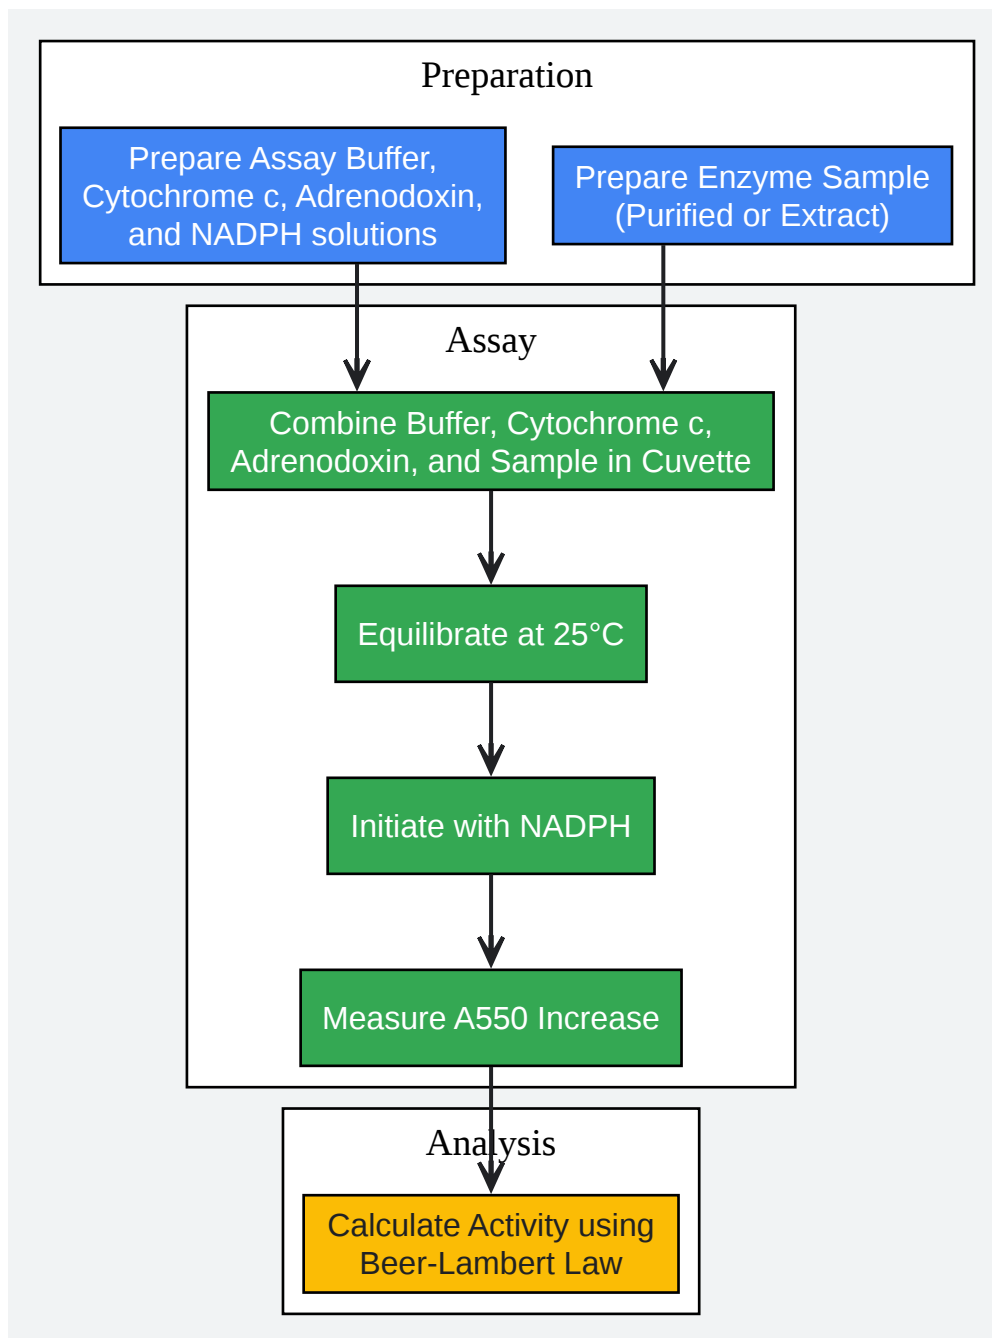 Preparation
Prepare Assay Buffer,
Cytochrome c, Adrenodoxin,
and NADPH solutions
Prepare Enzyme Sample
(Purified or Extract)
Assay
Combine Buffer, Cytochrome c,
Adrenodoxin, and Sample in Cuvette
Equilibrate at 25°C
Initiate with NADPH
Measure A550 Increase
Analysis
Calculate Activity using
Beer-Lambert Law